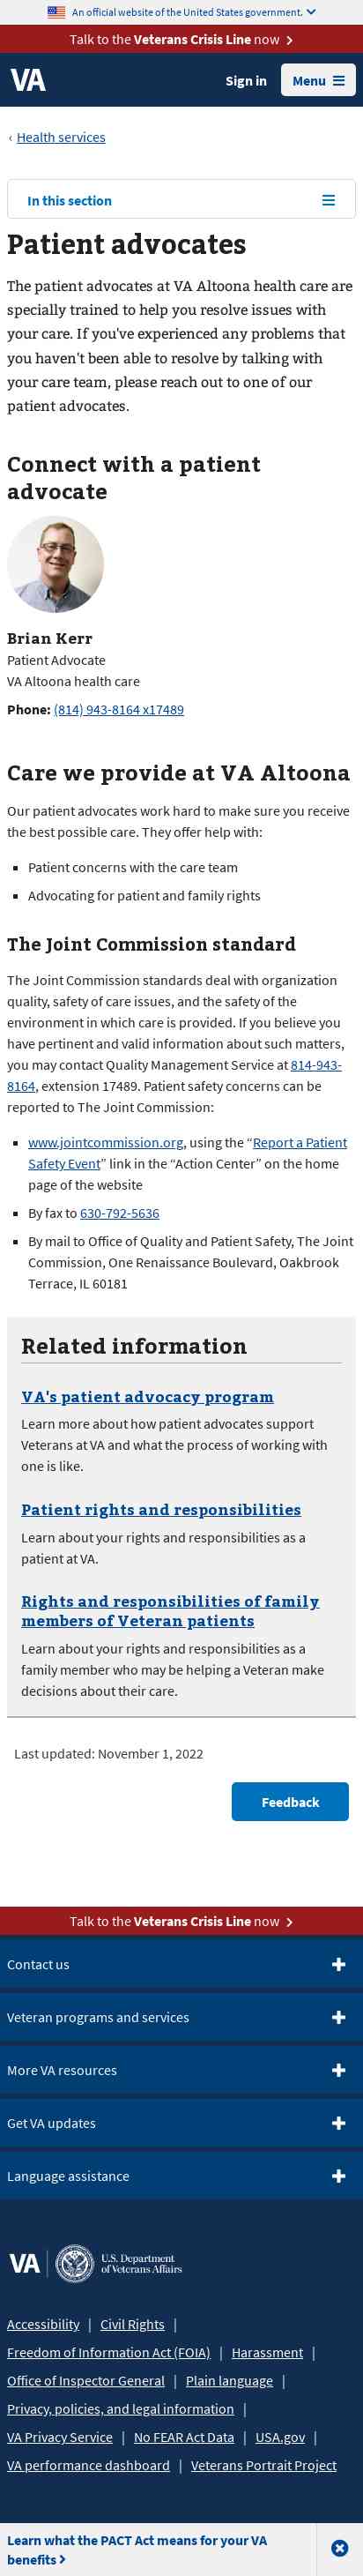 An official website of the United States government.
Talk to the Veterans Crisis Line now
VA
Sign in
Menu
Health services
In this section
Patient advocates
The patient advocates at VA Altoona health care are
specially trained to help you resolve issues with
your care. If you've experienced any problems that
you haven't been able to resolve by talking with
your care team, please reach out to one of our
patient advocates.
Connect with a patient
advocate
Brian Kerr
Patient Advocate
VA Altoona health care
Phone: (814) 943-8164 x17489
Care we provide at VA Altoona
Our patient advocates work hard to make sure you receive
the best possible care. They offer help with:
Patient concerns with the care team
Advocating for patient and family rights
The Joint Commission standard
The Joint Commission standards deal with organization
quality, safety of care issues, and the safety of the
environment in which care is provided. If you believe you
have pertinent and valid information about such matters,
you may contact Quality Management Service at 814-943-
8164, extension 17489. Patient safety concerns can be
reported to The Joint Commission:
www.jointcommission.org, using the “Report a Patient
Safety Event” link in the “Action Center” on the home
page of the website
By fax to 630-792-5636
By mail to Office of Quality and Patient Safety, The Joint
Commission, One Renaissance Boulevard, Oakbrook
Terrace, IL 60181
Related information
VA's patient advocacy program
Learn more about how patient advocates support
Veterans at VA and what the process of working with
one is like.
Patient rights and responsibilities
Learn about your rights and responsibilities as a
patient at VA.
Rights and responsibilities of family
members of Veteran patients
Learn about your rights and responsibilities as a
family member who may be helping a Veteran make
decisions about their care.
Last updated: November 1, 2022
Feedback
Talk to the Veterans Crisis Line now
Contact us
Veteran programs and services
More VA resources
Get VA updates
Language assistance
VA
U.S. Department
of Veterans Affairs
Accessibility | Civil Rights |
Freedom of Information Act (FOIA) | Harassment |
Office of Inspector General | Plain language |
Privacy, policies, and legal information |
VA Privacy Service | No FEAR Act Data | USA.gov |
VA performance dashboard | Veterans Portrait Project
Learn what the PACT Act means for your VA
benefits